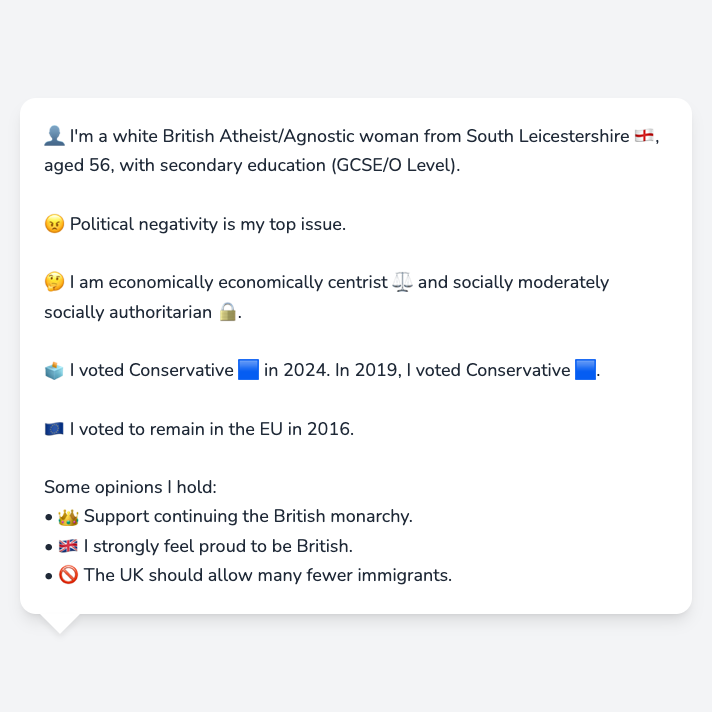 👤 I'm a white British Atheist/Agnostic woman from South Leicestershire 🏴󠁧󠁢󠁥󠁮󠁧󠁿,
aged 56, with secondary education (GCSE/O Level).
😠 Political negativity is my top issue.
🤔 I am economically economically centrist ⚖️ and socially moderately
socially authoritarian 🔒.
🗳️ I voted Conservative 🟦 in 2024. In 2019, I voted Conservative 🟦.
🇪🇺 I voted to remain in the EU in 2016.
Some opinions I hold:
• 👑 Support continuing the British monarchy.
• 🇬🇧 I strongly feel proud to be British.
• 🚫 The UK should allow many fewer immigrants.